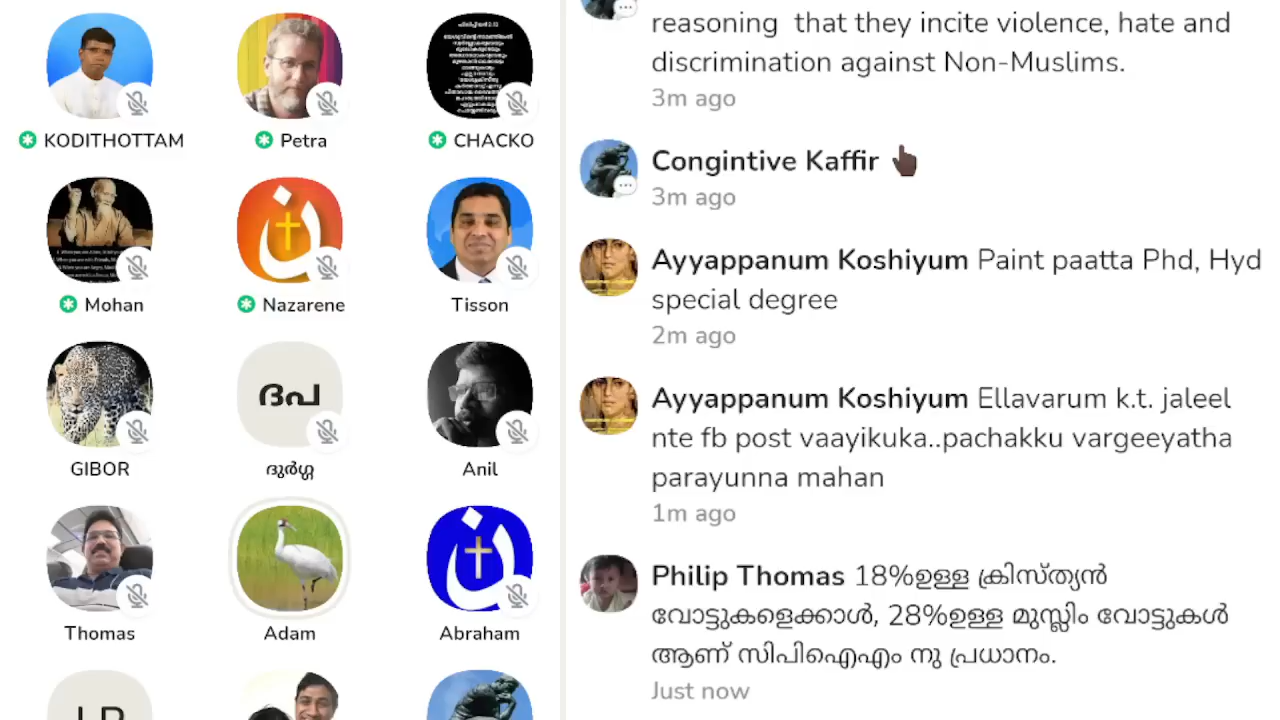 KODITHOTTAM
Petra
CHACKO
Mohan
Nazarene
Tisson
ദപ
GIBOR
ദുർഗ്ഗ
Anil
Thomas
Adam
Abraham
reasoning that they incite violence, hate and
discrimination against Non-Muslims.
3m ago
Congintive Kaffir
3m ago
Ayyappanum Koshiyum Paint paatta Phd, Hyd
special degree
2m ago
Ayyappanum Koshiyum Ellavarum k.t. jaleel
nte fb post vaayikuka..pachakku vargeeyatha
parayunna mahan
1m ago
Philip Thomas 18%ഉള്ള ക്രിസ്ത്യൻ
വോട്ടുകളെക്കാൾ, 28%ഉള്ള മുസ്ലിം വോട്ടുകൾ
ആണ് സിപിഐഎം നു പ്രധാനം.
Just now